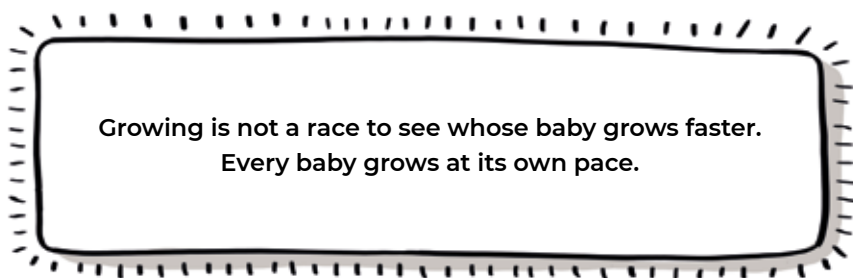 Growing is not a race to see whose baby grows faster.
Every baby grows at its own pace.